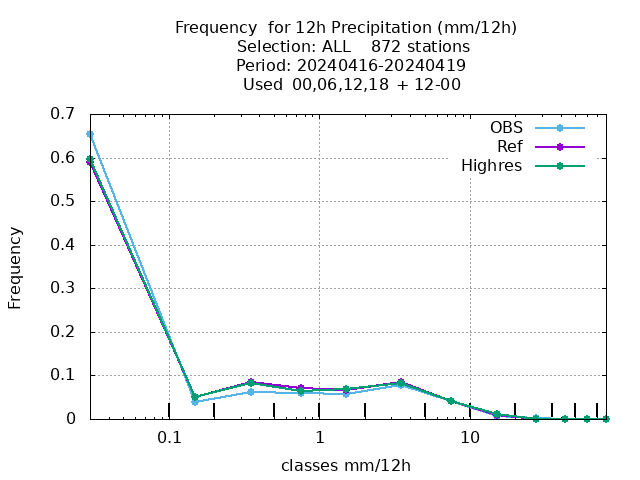 Frequency  for 12h Precipitation (mm/12h)
Selection: ALL    872 stations
Period: 20240416-20240419
Used  00,06,12,18  + 12-00
OBS
Ref
Highres
Frequency
0.7
0.6
0.5
0.4
0.3
0.2
0.1
0
0.1 1 10
classes mm/12h